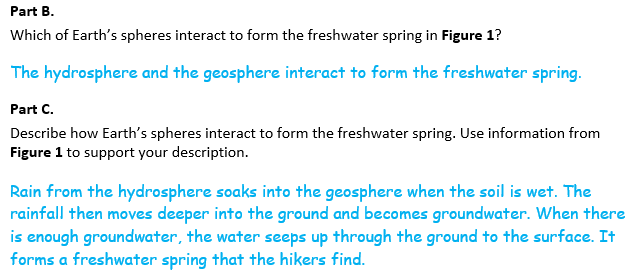 Part B.
Which of Earth's spheres interact to form the freshwater spring in Figure 1?
The hydrosphere and the geosphere interact to form the freshwater spring.
Part C.
Describe how Earth's spheres interact to form the freshwater spring. Use information from
Figure 1 to support your description.
Rain from the hydrosphere soaks into the geosphere when the soil is wet. The
rainfall then moves deeper into the ground and becomes groundwater. When there
is enough groundwater, the water seeps up through the ground to the surface. It
forms a freshwater spring that the hikers find.